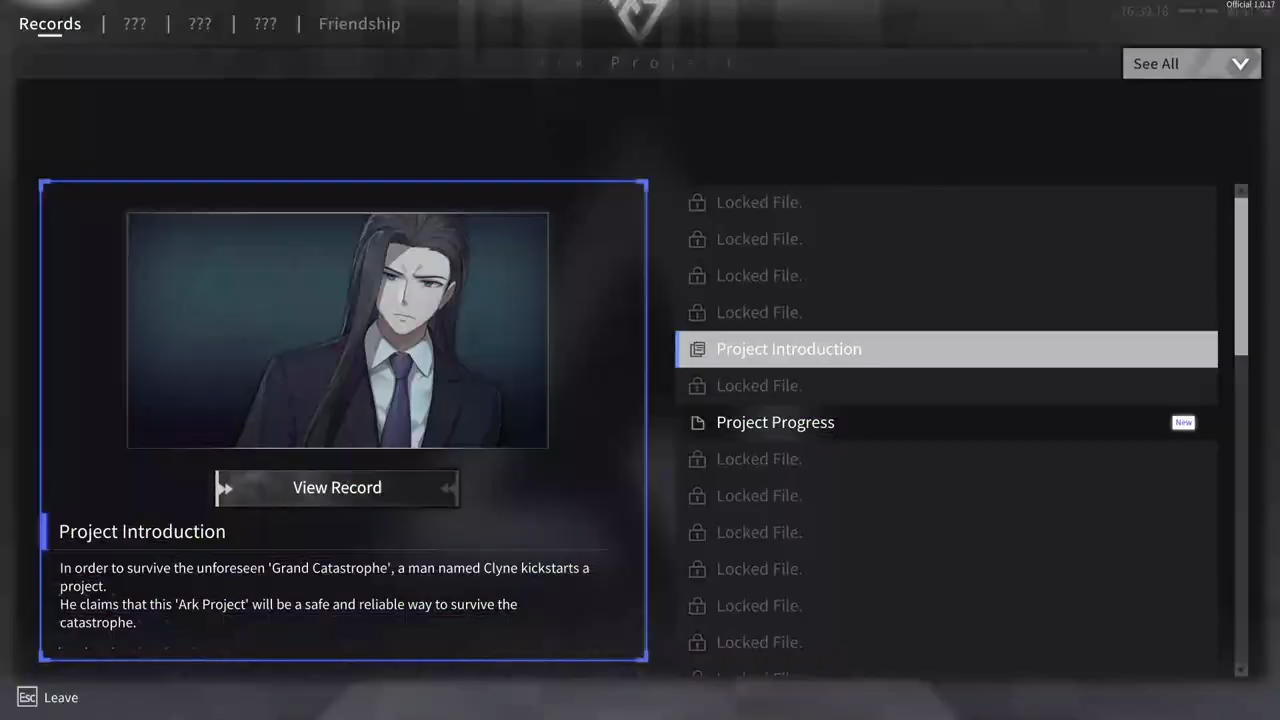 Records | ??? | ??? | ??? | Friendship
Official 1.0.17
Project
See All
Locked File.
Locked File.
Locked File.
Locked File.
Project Introduction
Locked File.
Project Progress
New
Locked File.
Locked File.
Locked File.
Locked File.
Locked File.
Locked File.
View Record
Project Introduction
In order to survive the unforeseen 'Grand Catastrophe', a man named Clyne kickstarts a
project.
He claims that this 'Ark Project' will be a safe and reliable way to survive the
catastrophe.
Esc Leave